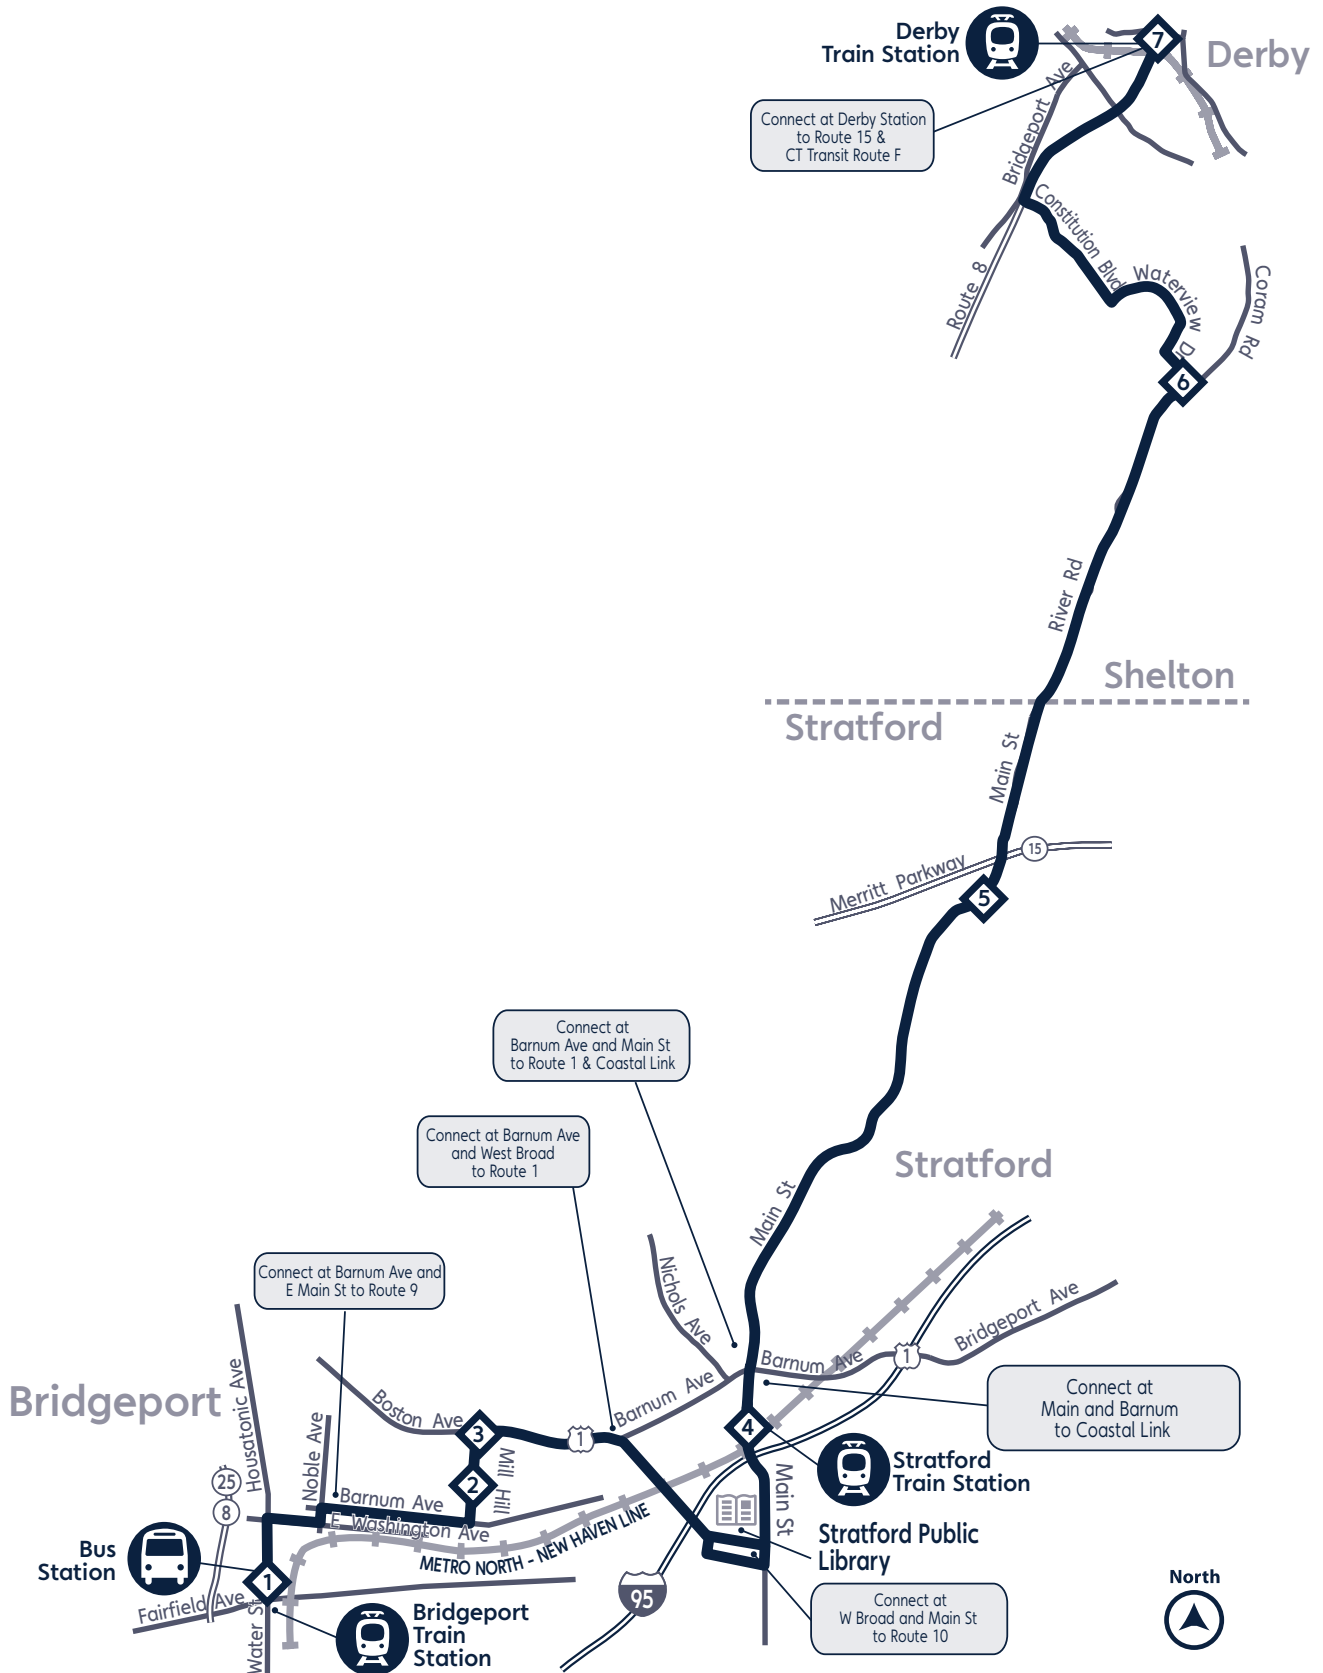 Derby
Train Station
7
Derby
Connect at Derby Station
to Route 15 &
CT Transit Route F
Bridgeport Ave
Constitution Blvd
Waterview Dr
Coram Rd
Route 8
6
River Rd
Shelton
Stratford
Main St
15
Merritt Parkway
5
Connect at
Barnum Ave and Main St
to Route 1 & Coastal Link
Connect at Barnum Ave
and West Broad
to Route 1
Stratford
Main St
Nichols Ave
Connect at Barnum Ave and
E Main St to Route 9
Bridgeport Ave
1
Barnum Ave
Connect at
Main and Barnum
to Coastal Link
Bridgeport
Housatonic Ave
Boston Ave
Noble Ave
3
1
Barnum Ave
4
Mill Hill
2
Stratford
Train Station
Main St
25
8
Barnum Ave
E Washington Ave
METRO NORTH - NEW HAVEN LINE
Stratford Public
Library
Bus
Station
1
95
North
Fairfield Ave
Water St
Bridgeport
Train
Station
Connect at
W Broad and Main St
to Route 10